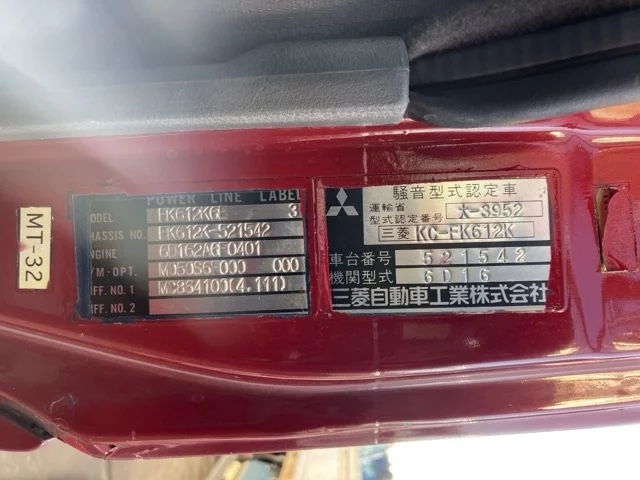 MT-32
POWER LINE LABEL
MODEL FK612KG 3
CHASSIS NO. FK612K-521542
ENGINE
T/M-OPT. M050S6 000 000
DIFF. NO. 1 MC864100(4.111)
DIFF. NO. 2
騒音型式認定車
運輸省
型式認定番号 大-3952
三菱 KC-FK612K
車台番号 521542
機関型式 6D16
三菱自動車工業株式会社